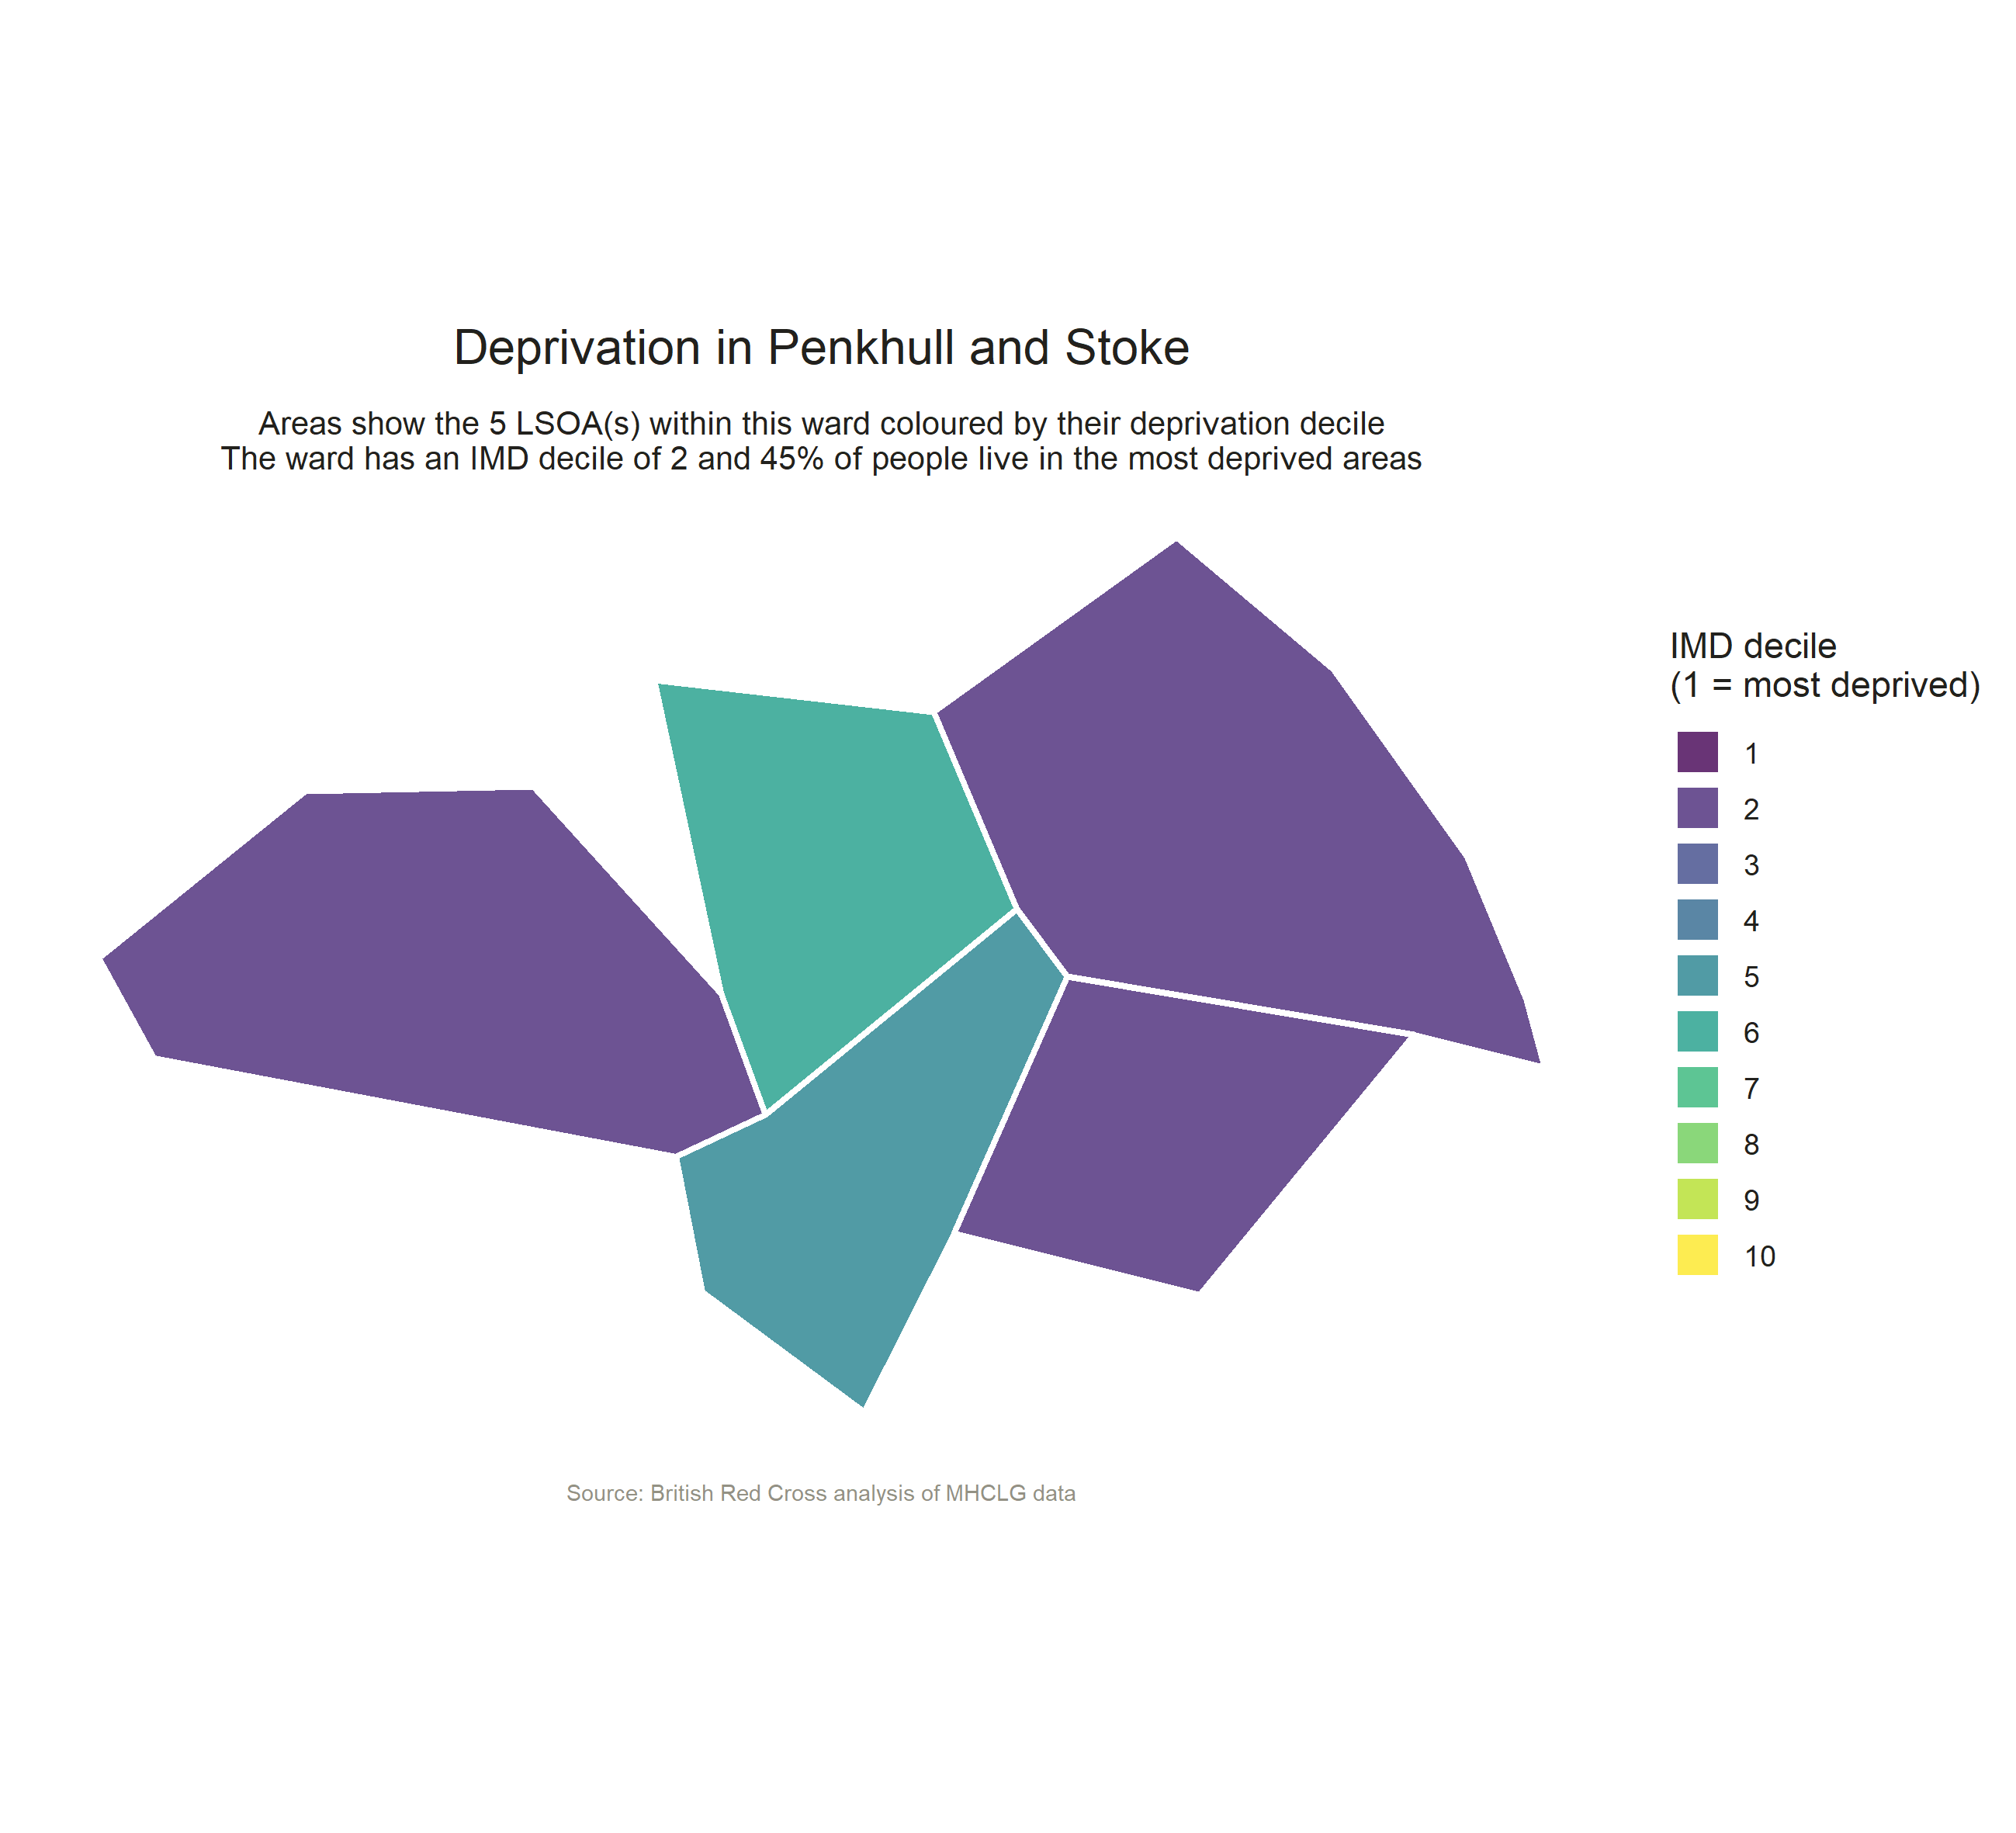 Deprivation in Penkhull and Stoke
Areas show the 5 LSOA(s) within this ward coloured by their deprivation decile
The ward has an IMD decile of 2 and 45% of people live in the most deprived areas
IMD decile
(1 = most deprived)
1
2
3
4
5
6
7
8
9
10
Source: British Red Cross analysis of MHCLG data